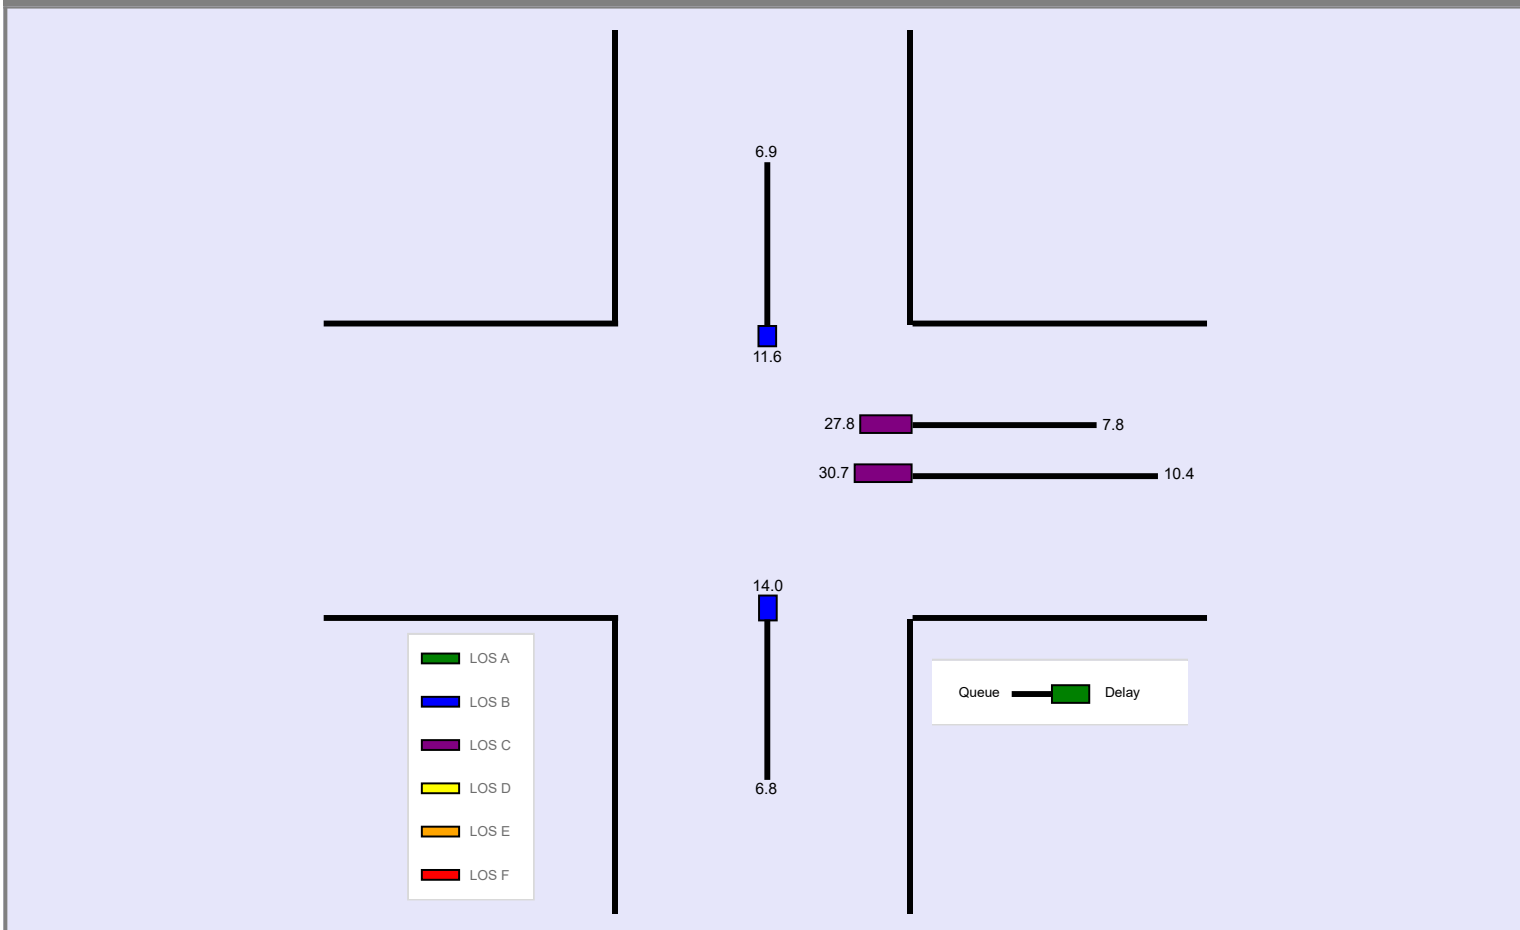 6.9
11.6
27.8
7.8
30.7
10.4
14.0
6.8
LOS A
LOS B
LOS C
LOS D
LOS E
LOS F
Queue Delay